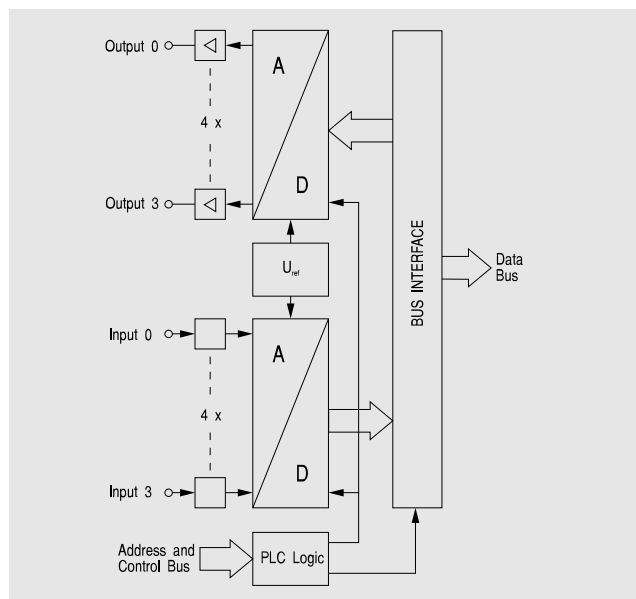 Output 0
A
4 x
D
Output 3
U ref
BUS INTERFACE
Data
Bus
Input 0
A
4 x
D
Input 3
Address and
Control Bus
PLC Logic